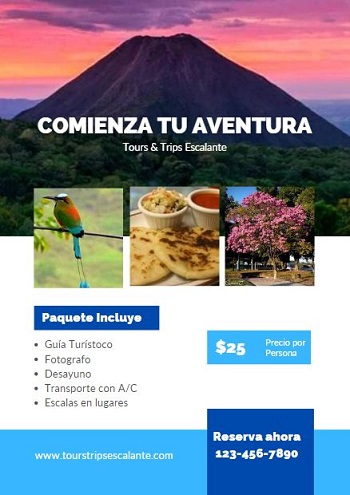 COMIENZA TU AVENTURA
Tours & Trips Escalante
Paquete Incluye
• Guía Turístoco
• Fotografo
• Desayuno
• Transporte con A/C
• Escalas en lugares
$25
Precio por
Persona
Reserva ahora
123-456-7890
www.tourstripsescalante.com